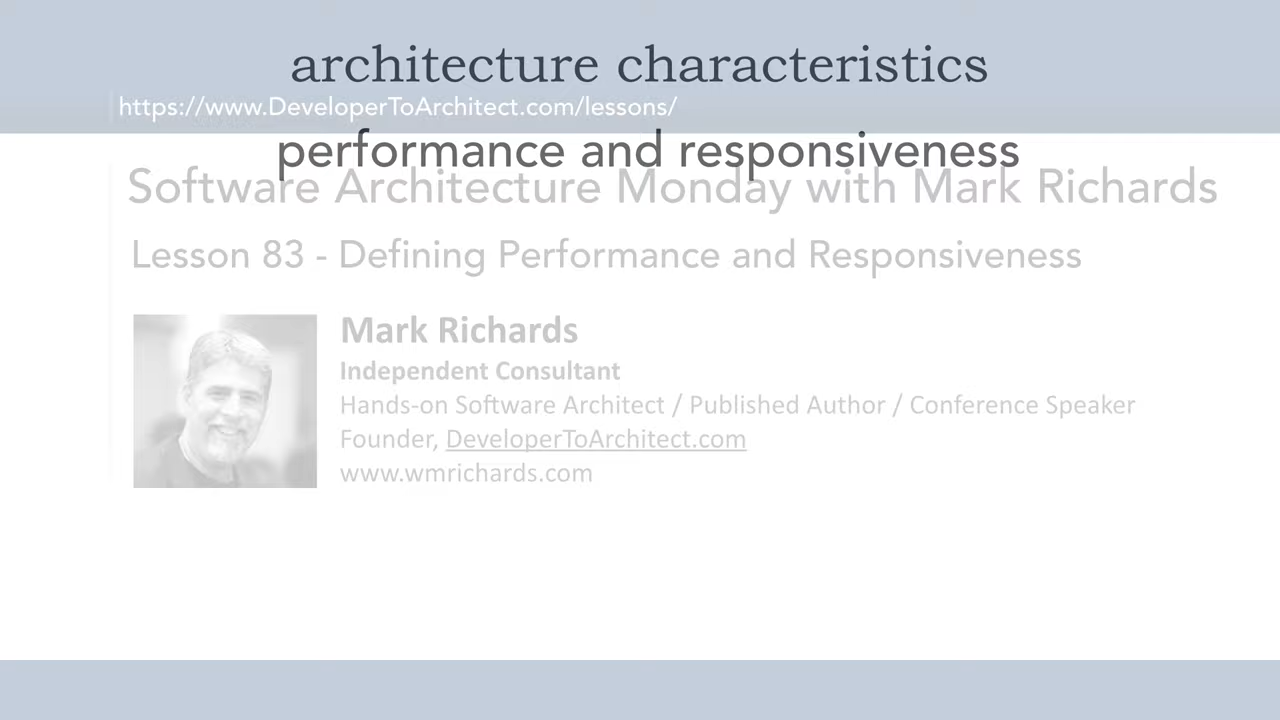 architecture characteristics
https://www.DeveloperToArchitect.com/lessons/
performance and responsiveness
Software Architecture Monday with Mark Richards
Lesson 83 - Defining Performance and Responsiveness
Mark Richards
Independent Consultant
Hands-on Software Architect / Published Author / Conference Speaker
Founder, DeveloperToArchitect.com
www.wmrichards.com